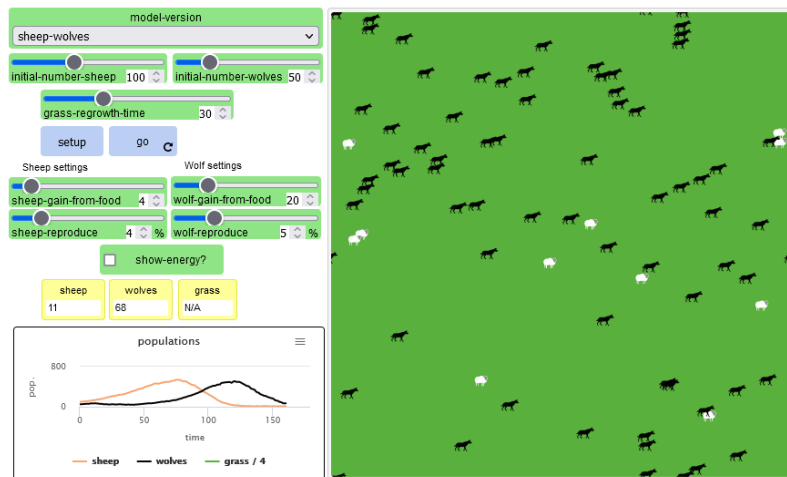 model-version
sheep-wolves
initial-number-sheep 100
initial-number-wolves 50
grass-regrowth-time 30
setup
go
Sheep settings
Wolf settings
sheep-gain-from-food 4
wolf-gain-from-food 20
sheep-reproduce 4 %
wolf-reproduce 5 %
show-energy?
sheep
wolves
grass
11
68
N/A
populations
800
0
pop.
0
50
100
150
time
sheep
wolves
grass / 4